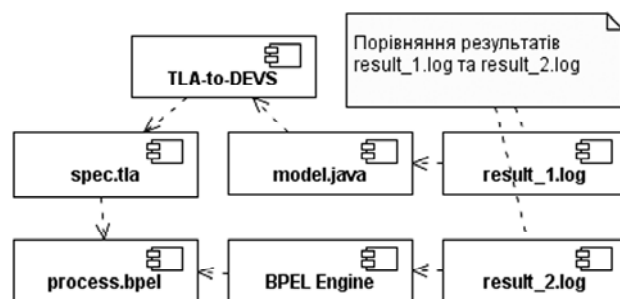 Порівняння результатів
result_1.log та result_2.log
TLA-to-DEVS
spec.tla
model.java
result_1.log
process.bpel
BPEL Engine
result_2.log